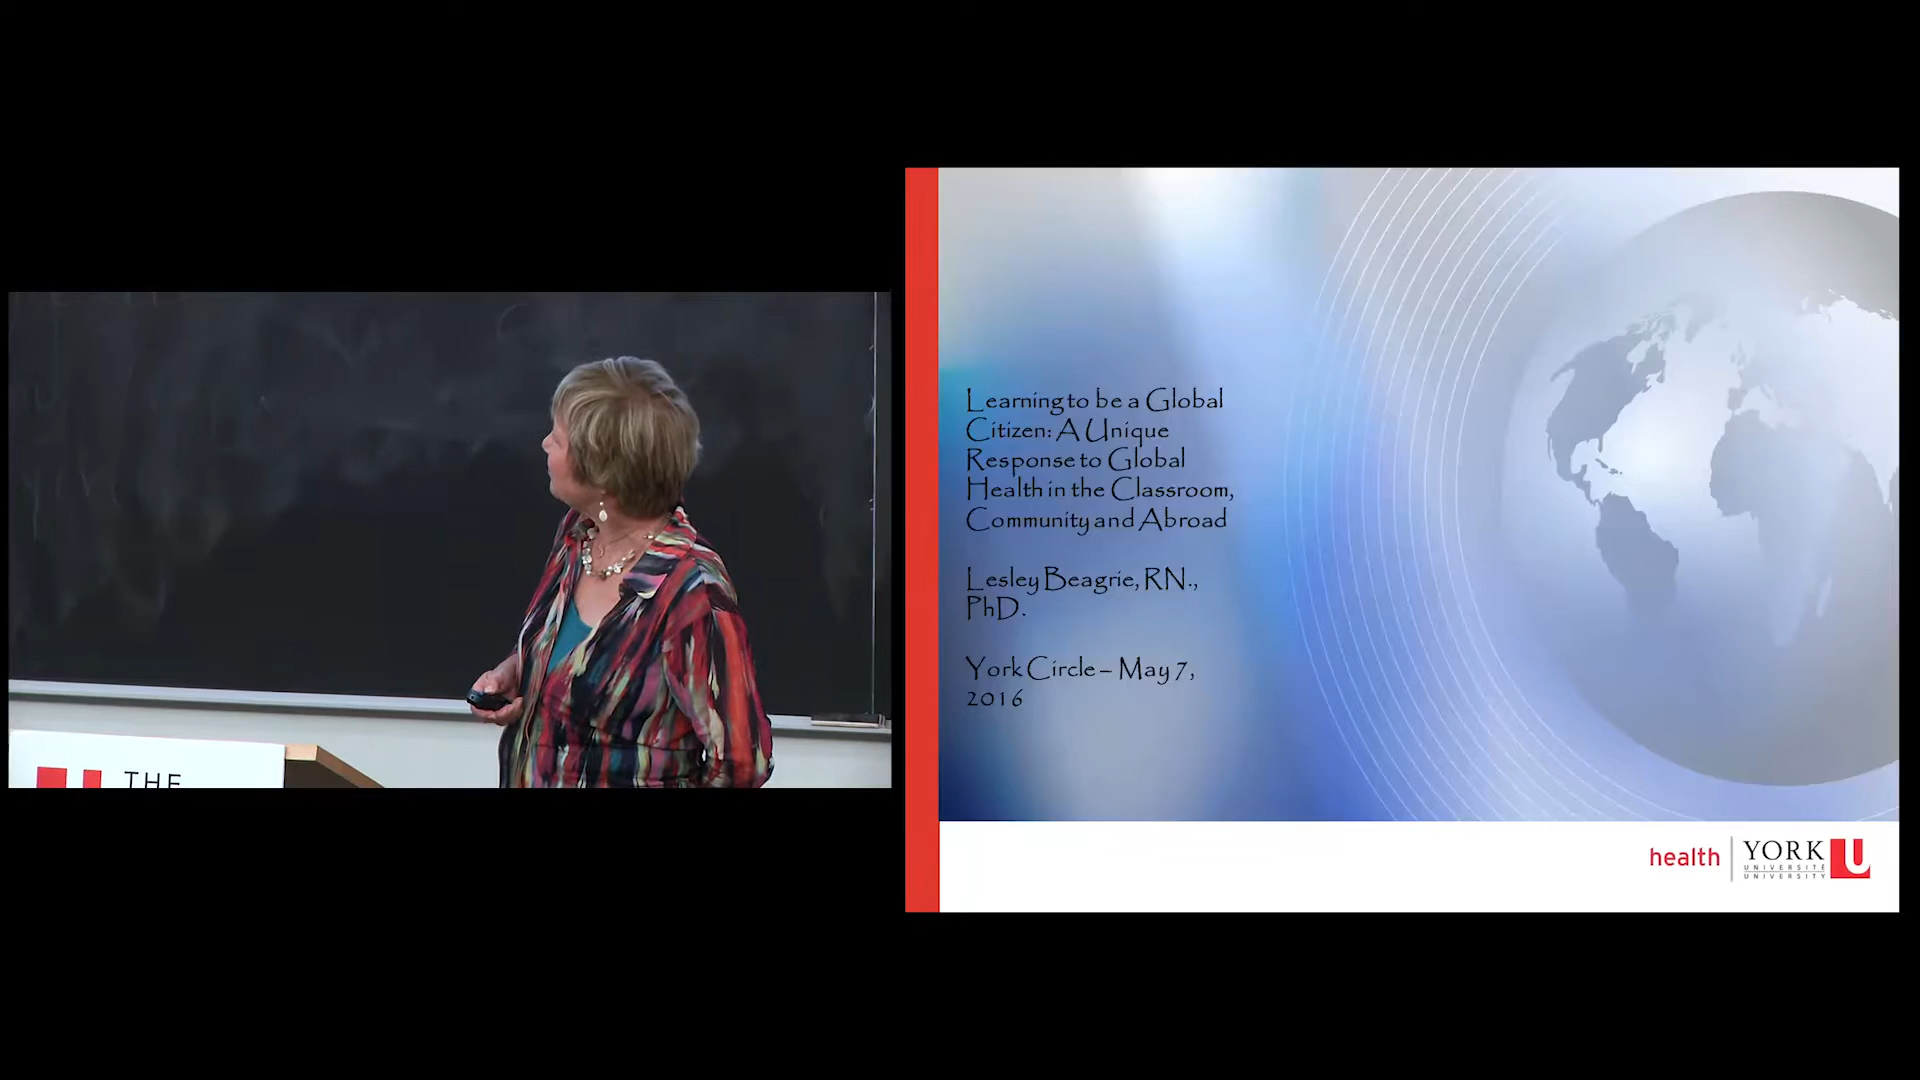 THE
Learning to be a Global
Citizen: A Unique
Response to Global
Health in the Classroom,
Community and Abroad
Lesley Beagrie, RN.,
PhD.
York Circle – May 7,
2016
health
YORK
UNIVERSITÉ
UNIVERSITY
U